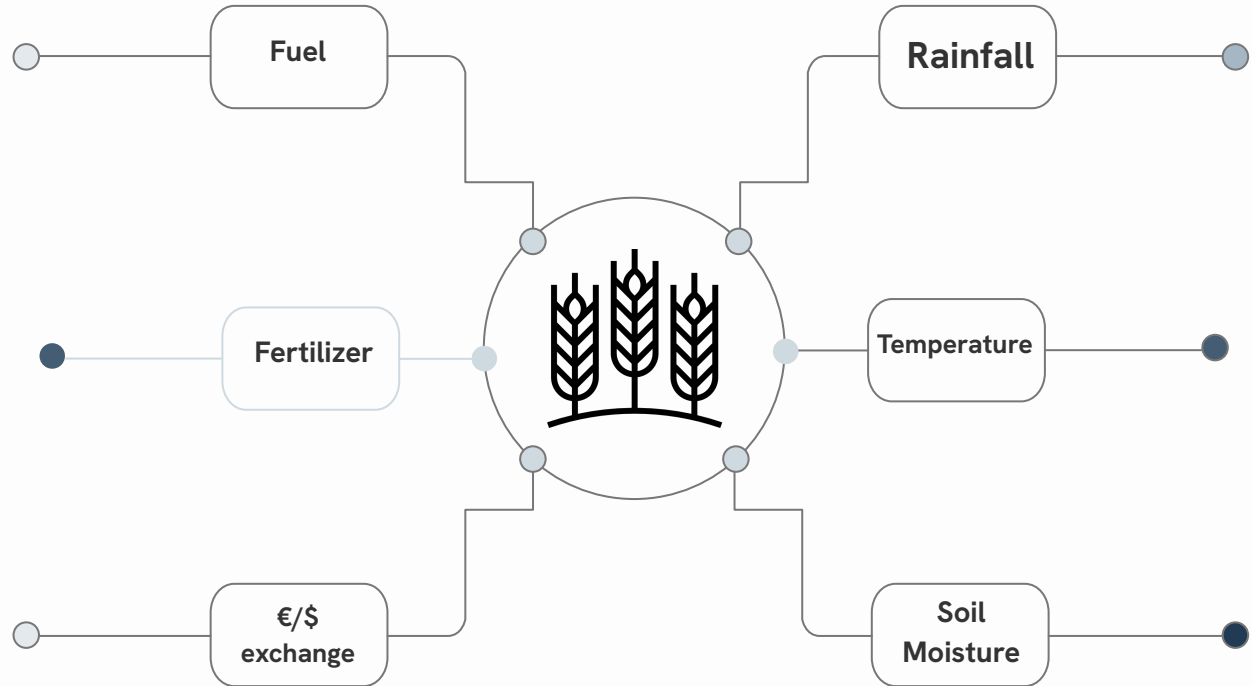 Fuel
Rainfall
Fertilizer
Temperature
€/$
exchange
Soil
Moisture